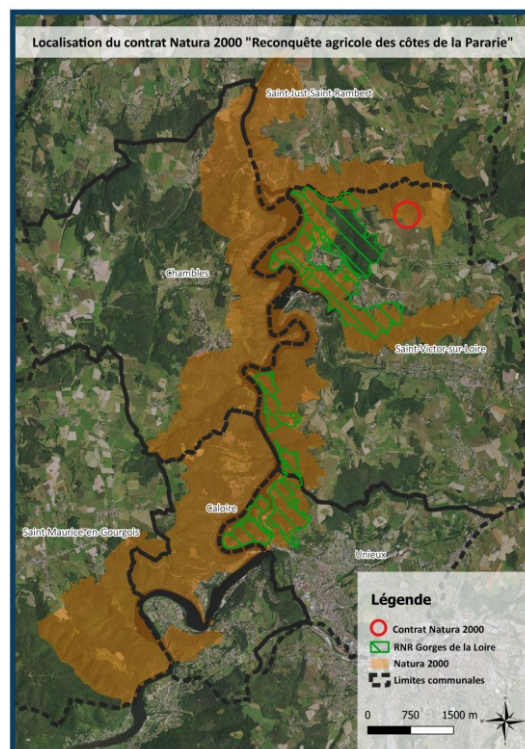 Localisation du contrat Natura 2000 "Reconquête agricole des côtes de la Pararie"
Saint-Just-Saint-Rambert
Chambles
Saint-Victor-sur-Loire
Caloire
Saint-Maurice-en-Gourgois
Unieux
Légende
Contrat Natura 2000
RNR Gorges de la Loire
Natura 2000
Limites communales
0 750 1500 m
N